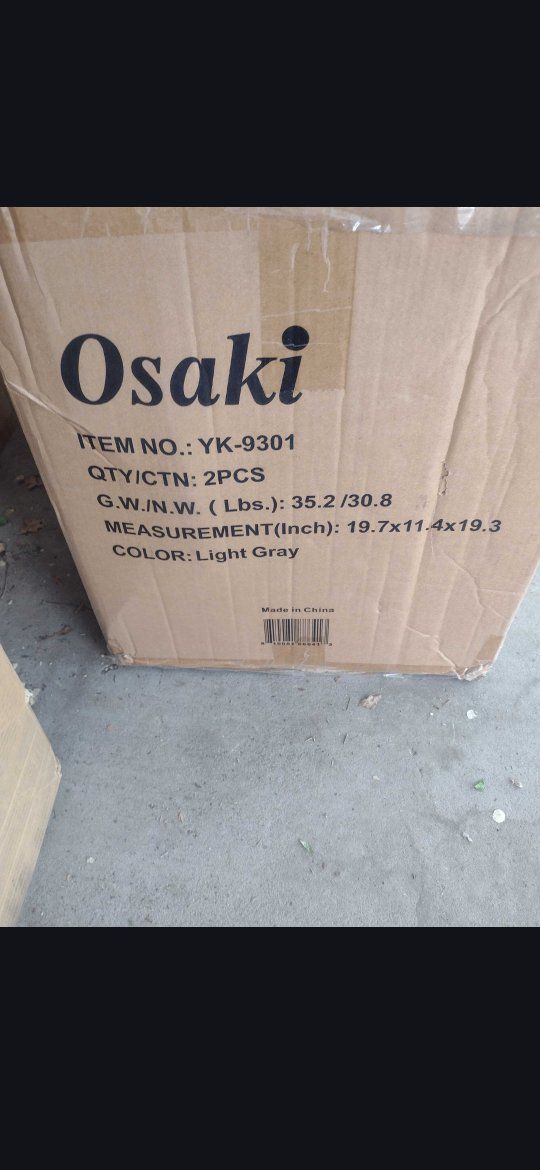 Osaki
ITEM NO.: YK-9301
QTY/CTN: 2PCS
G.W./N.W. ( Lbs.): 35.2 /30.8
MEASUREMENT(Inch): 19.7x11.4x19.3
COLOR: Light Gray
Made in China